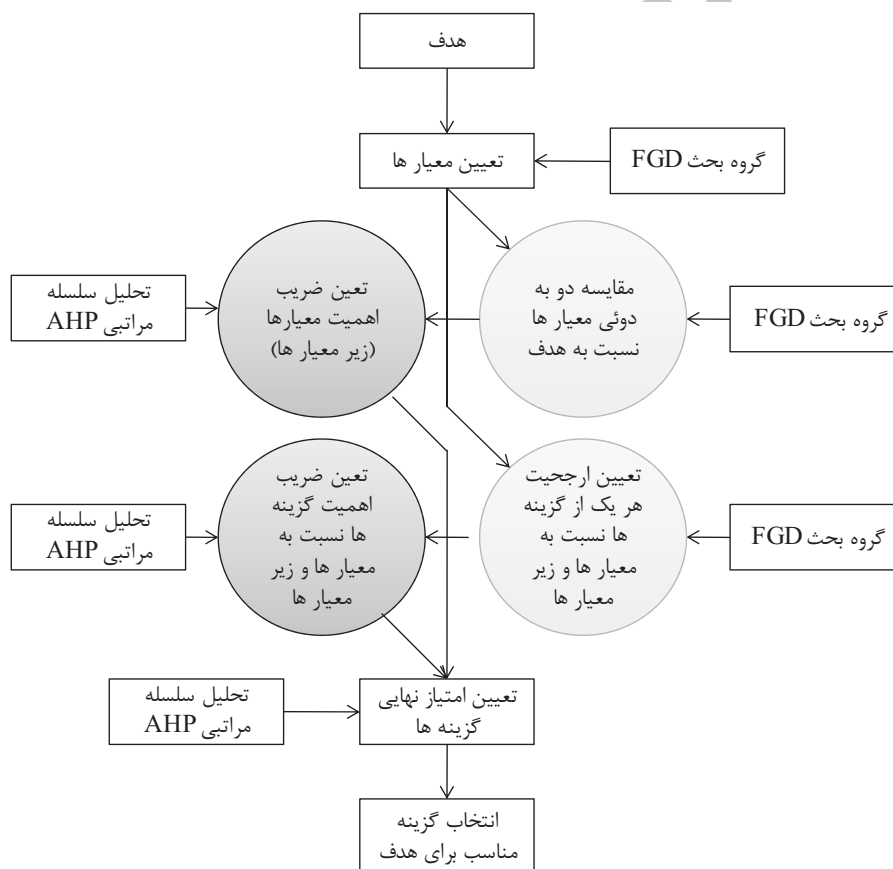 هدف
تعیین معیار ها
گروه بحث FGD
مقایسه دو به
دوئی معیار ها
نسبت به هدف
گروه بحث FGD
تعین ضریب
اهمیت معیارها
(زیر معیار ها)
تحلیل سلسله
مراتبی AHP
تعیین ارجحیت
هر یک از گزینه
ها نسبت به
معیار ها و زیر
معیار ها
گروه بحث FGD
تعین ضریب
اهمیت گزینه
ها نسبت به
معیار ها و زیر
معیار ها
تحلیل سلسله
مراتبی AHP
تعیین امتیاز نهایی
گزینه ها
تحلیل سلسله
مراتبی AHP
انتخاب گزینه
مناسب برای هدف